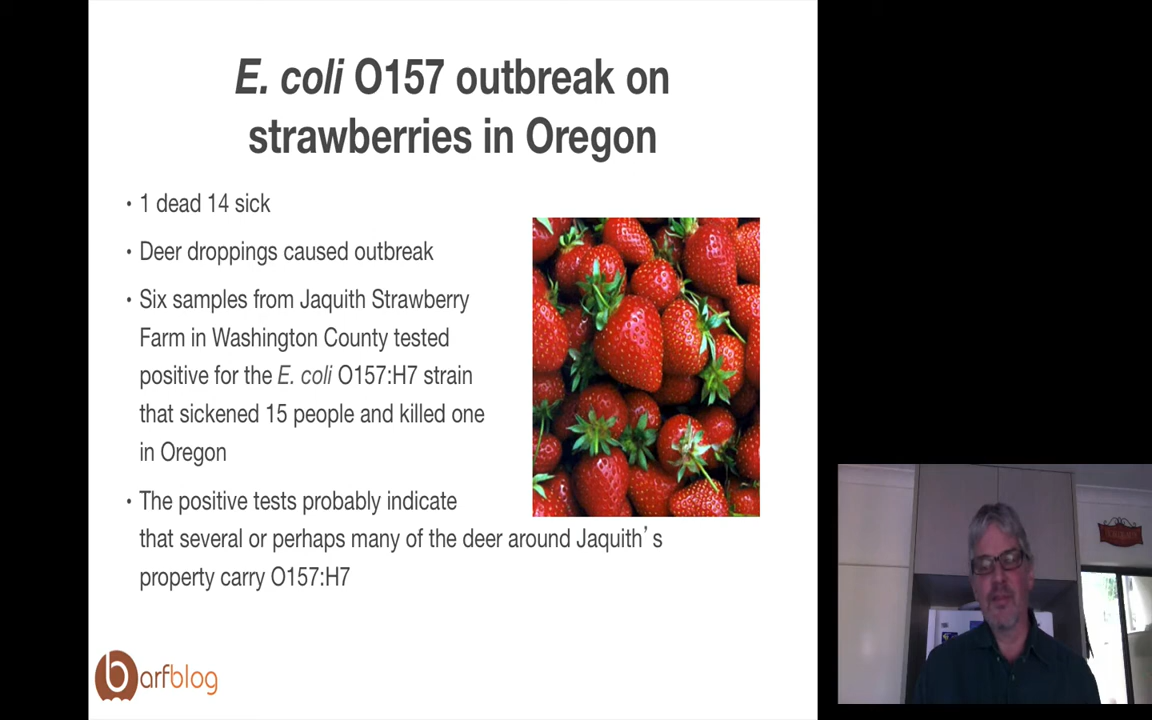 E. coli O157 outbreak on
strawberries in Oregon
• 1 dead 14 sick
• Deer droppings caused outbreak
• Six samples from Jaquith Strawberry
Farm in Washington County tested
positive for the E. coli O157:H7 strain
that sickened 15 people and killed one
in Oregon
• The positive tests probably indicate
that several or perhaps many of the deer around Jaquith's
property carry O157:H7
barfblog